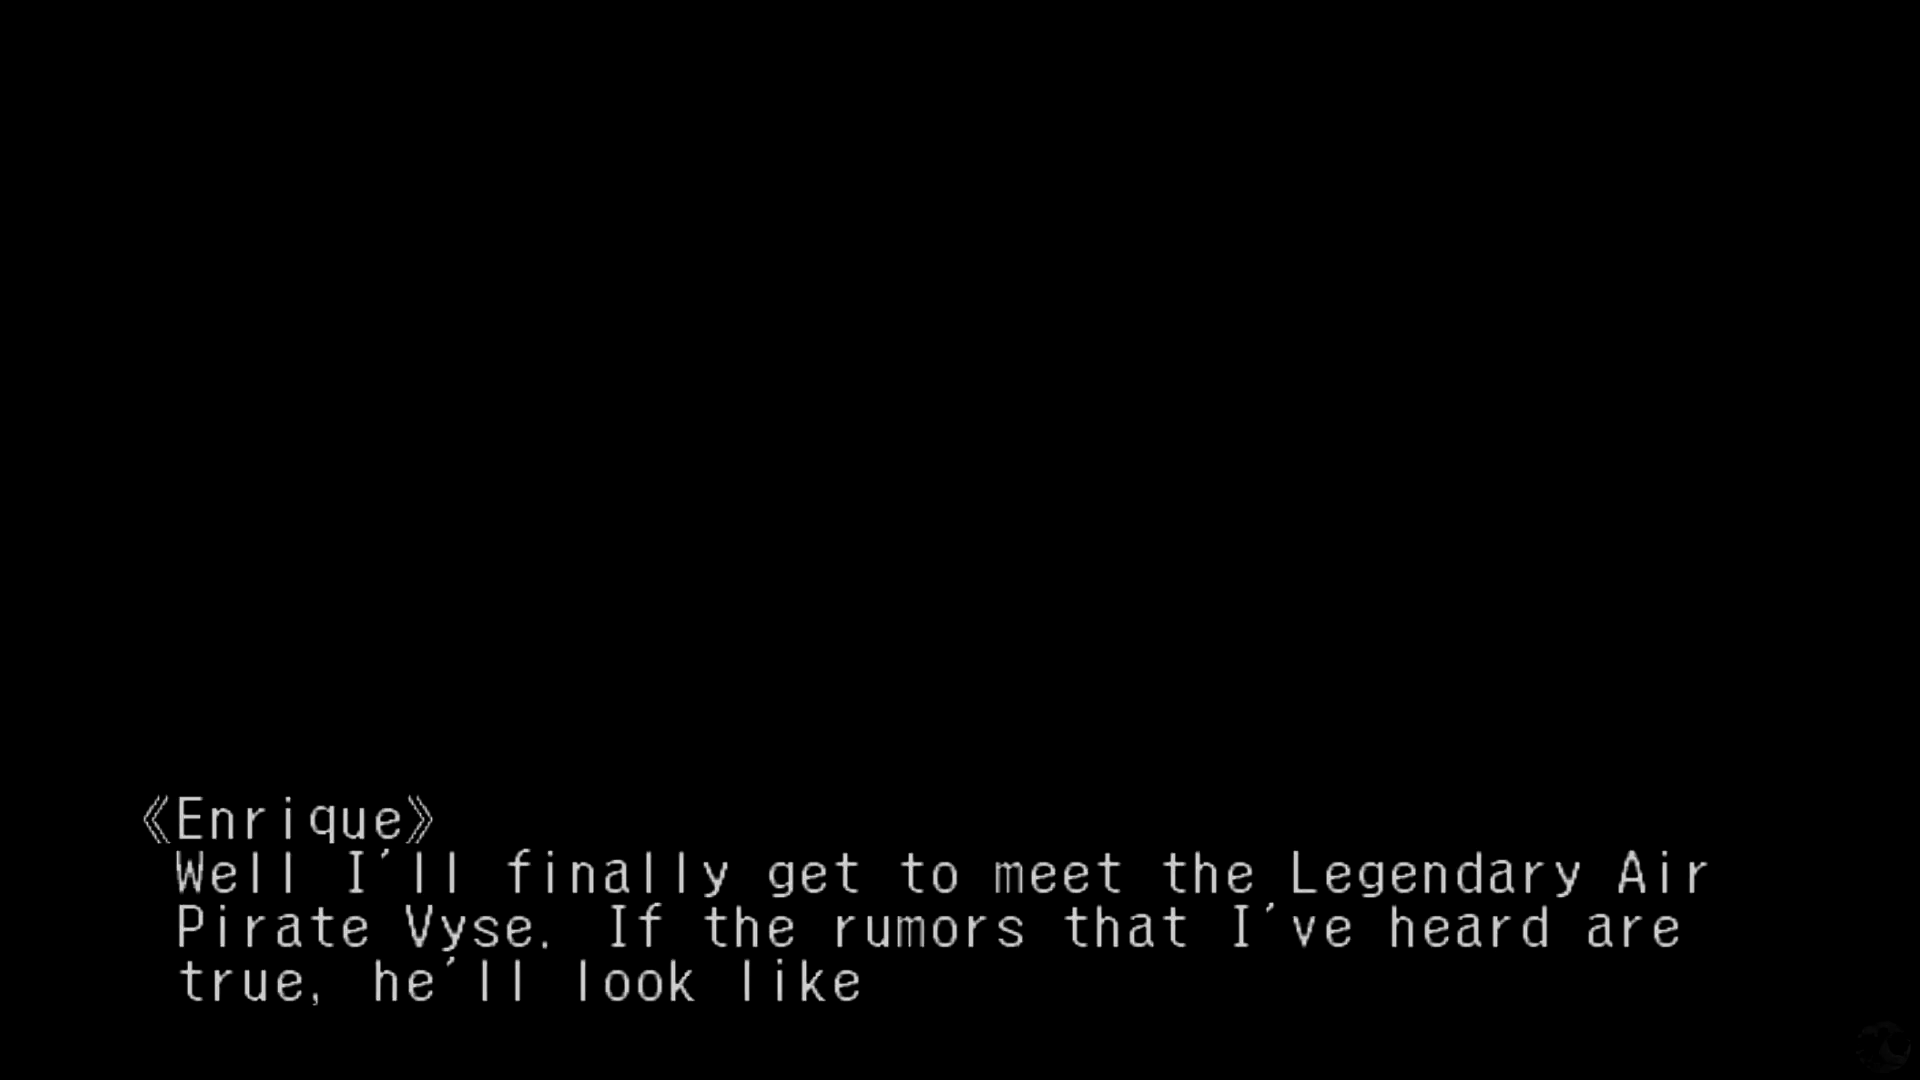 《Enrique》
Well I'll finally get to meet the Legendary Air
Pirate Vyse. If the rumors that I've heard are
true, he'll look like